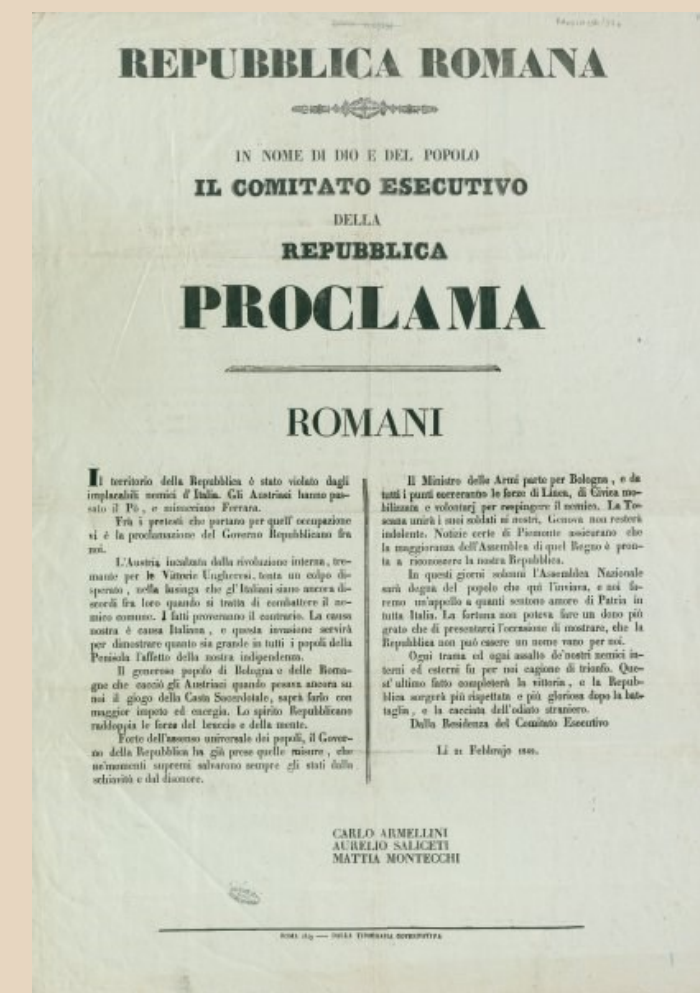 REPUBBLICA ROMANA
IN NOME DI DIO E DEL POPOLO
IL COMITATO ESECUTIVO
DELLA
REPUBBLICA
PROCLAMA
ROMANI
Il territorio della Repubblica è stato violato dagli
implacabili nemici d'Italia. Gli Austriaci hanno pas-
sato il Pò, e minacciano Ferrara.
Frà i pretesti che portano per quell' occupazione
vi è la proclamazione del Governo Repubblicano fra
noi.
L'Austria incalzata dalla rivoluzione interna, tre-
mante per le Vittorie Ungheresi, tenta un colpo di-
sperato, nella lusinga che gl'Italiani siano ancora di-
scordi fra loro quando si tratta di combattere il ne-
mico comune. I fatti proveranno il contrario. La causa
nostra è causa Italiana, e questa invasione servirà
per dimostrare quanto sia grande in tutti i popoli della
Penisola l'affetto della nostra indipendenza.
Il generoso popolo di Bologna e delle Roma-
gne che cacciò gli Austriaci quando pesava ancora su
noi il giogo della Casta Sacerdotale, saprà farlo con
maggior impeto ed energia. Lo spirito Repubblicano
raddoppia le forze del braccio e della mente.
Forte dell'assenso universale dei popoli, il Gover-
no della Repubblica ha già prese quelle misure, che
ne'momenti supremi salvarono sempre gli stati dalla
schiavitù e dal disonore.
Il Ministro delle Armi parte per Bologna, e da
tutti i punti correranno le forze di Linea, di Civica mo-
bilizzata e volontarj per respingere il nemico. La To-
scana unirà i suoi soldati ai nostri, Genova non resterà
indolente. Notizie certe di Piemonte assicurano che
la maggioranza dell'Assemblea di quel Regno è pron-
ta a riconoscere la nostra Repubblica.
In questi giorni solenni l'Assemblea Nazionale
sarà degna del popolo che quì l'inviava, e noi fa-
remo un'appello a quanti sentono amore di Patria in
tutta Italia. La fortuna non poteva fare un dono più
grato che di presentarci l'occasione di mostrare, che la
Repubblica non può essere un nome vano per noi.
Ogni trama ed ogni assalto de'nostri nemici in-
terni ed esterni fu per noi cagione di trionfo. Que-
st'ultimo fatto completerà la vittoria, e la Repub-
blica sorgerà più rispettata e più gloriosa dopo la bat-
taglia, e la cacciata dell'odiato straniero.
Dalla Residenza del Comitato Esecutivo
Lì 21 Febbrajo 1849.
CARLO ARMELLINI
AURELIO SALICETI
MATTIA MONTECCHI
ROMA 1849 — DALLA TIPOGRAFIA GOVERNATIVA